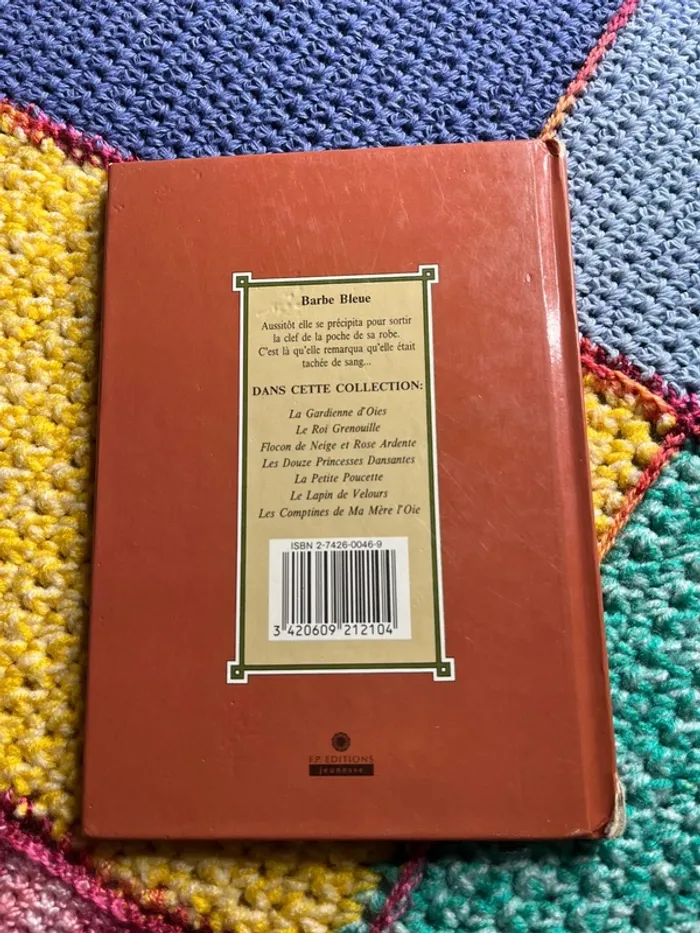 Barbe Bleue
Aussitôt elle se précipita pour sortir
la clef de la poche de sa robe.
C'est là qu'elle remarqua qu'elle était
tachée de sang...
DANS CETTE COLLECTION:
La Gardienne d'Oies
Le Roi Grenouille
Flocon de Neige et Rose Ardente
Les Douze Princesses Dansantes
La Petite Poucette
Le Lapin de Velours
Les Comptines de Ma Mère l'Oie
ISBN 2-7426-0046-9
3 420609 212104
F.P. EDITIONS
jeunesse